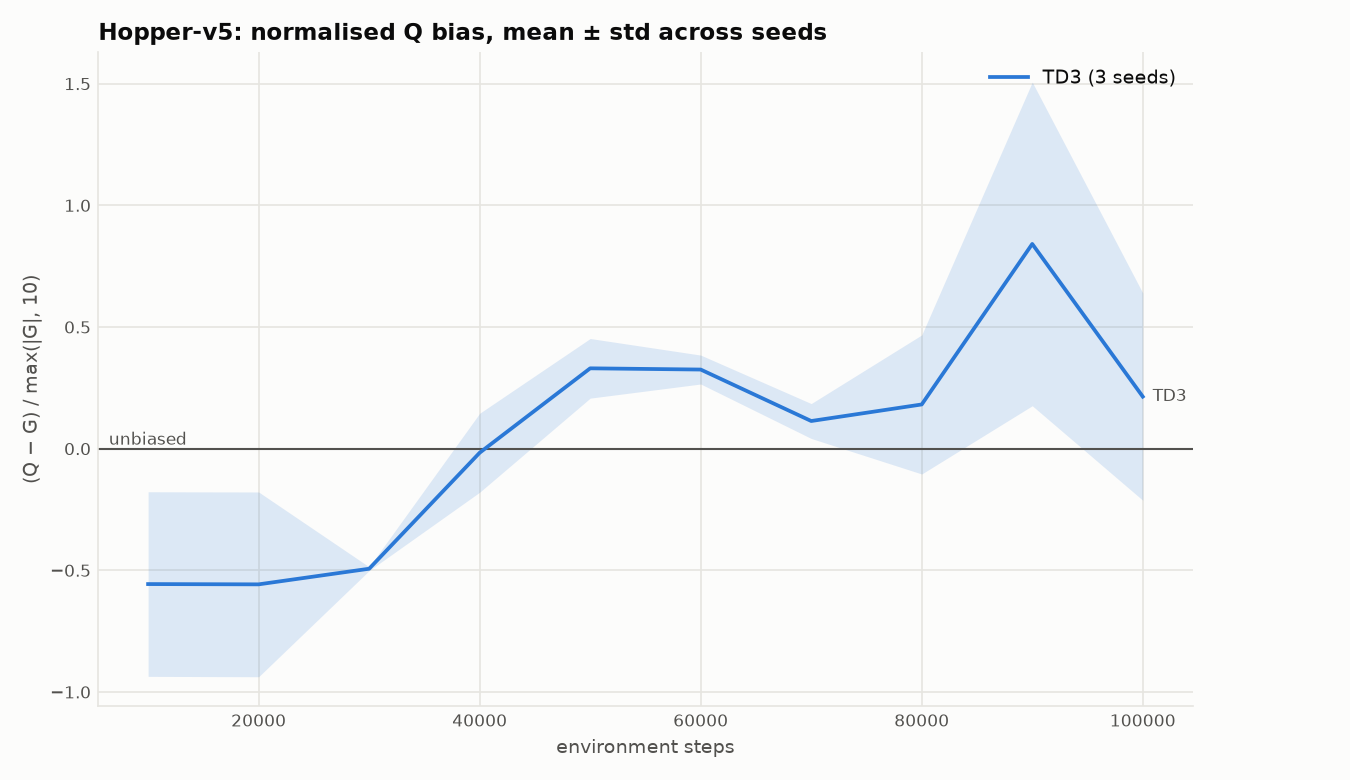 Hopper-v5: normalised Q bias, mean ± std across seeds
TD3 (3 seeds)
(Q − G) / max(|G|, 10)
1.5
1.0
0.5
0.0
−0.5
−1.0
unbiased
TD3
20000
40000
60000
80000
100000
environment steps